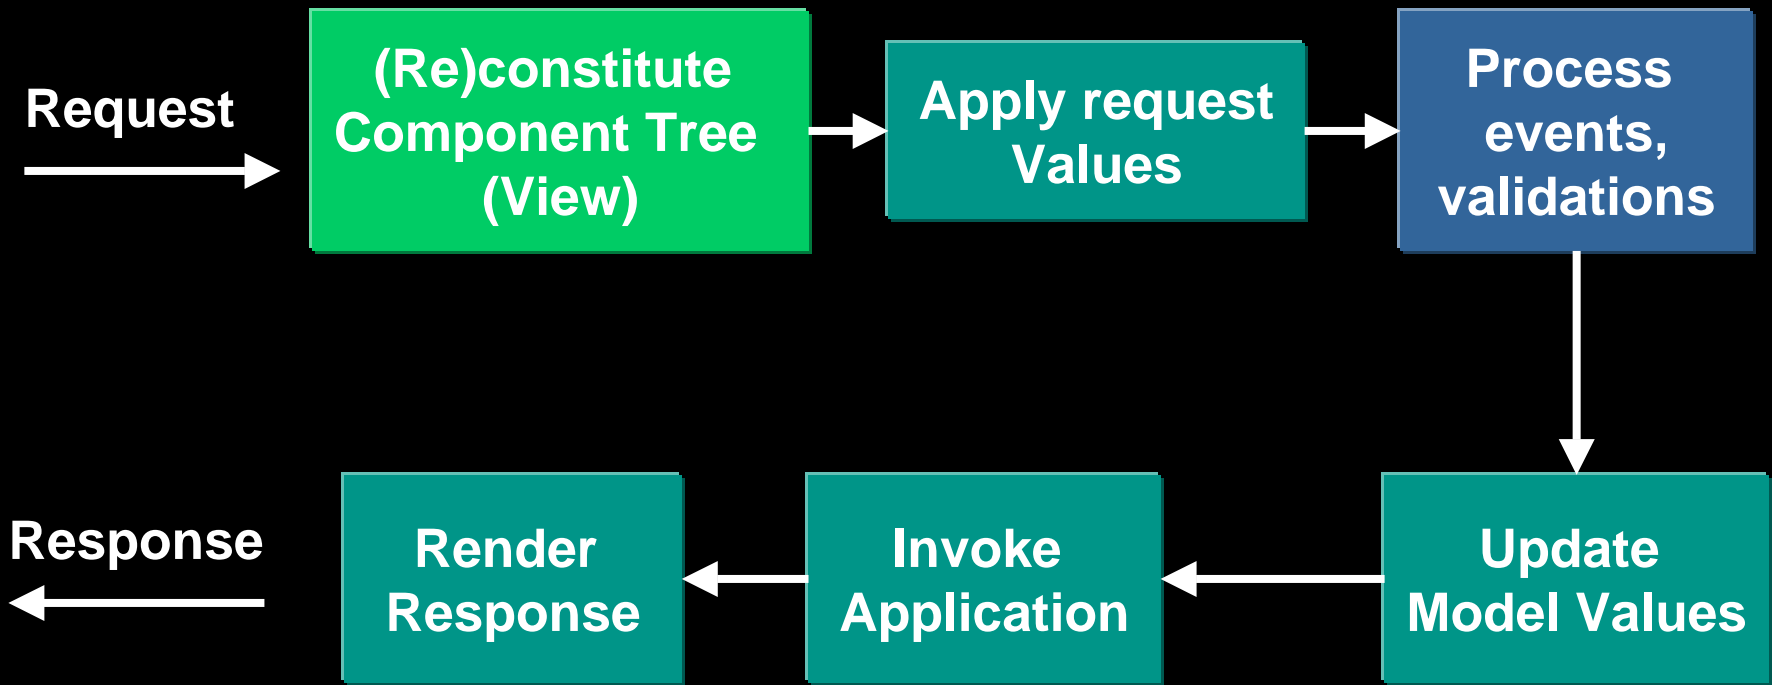 Request
(Re)constitute
Component Tree
(View)
Apply request
Values
Process
events,
validations
Update
Model Values
Invoke
Application
Render
Response
Response